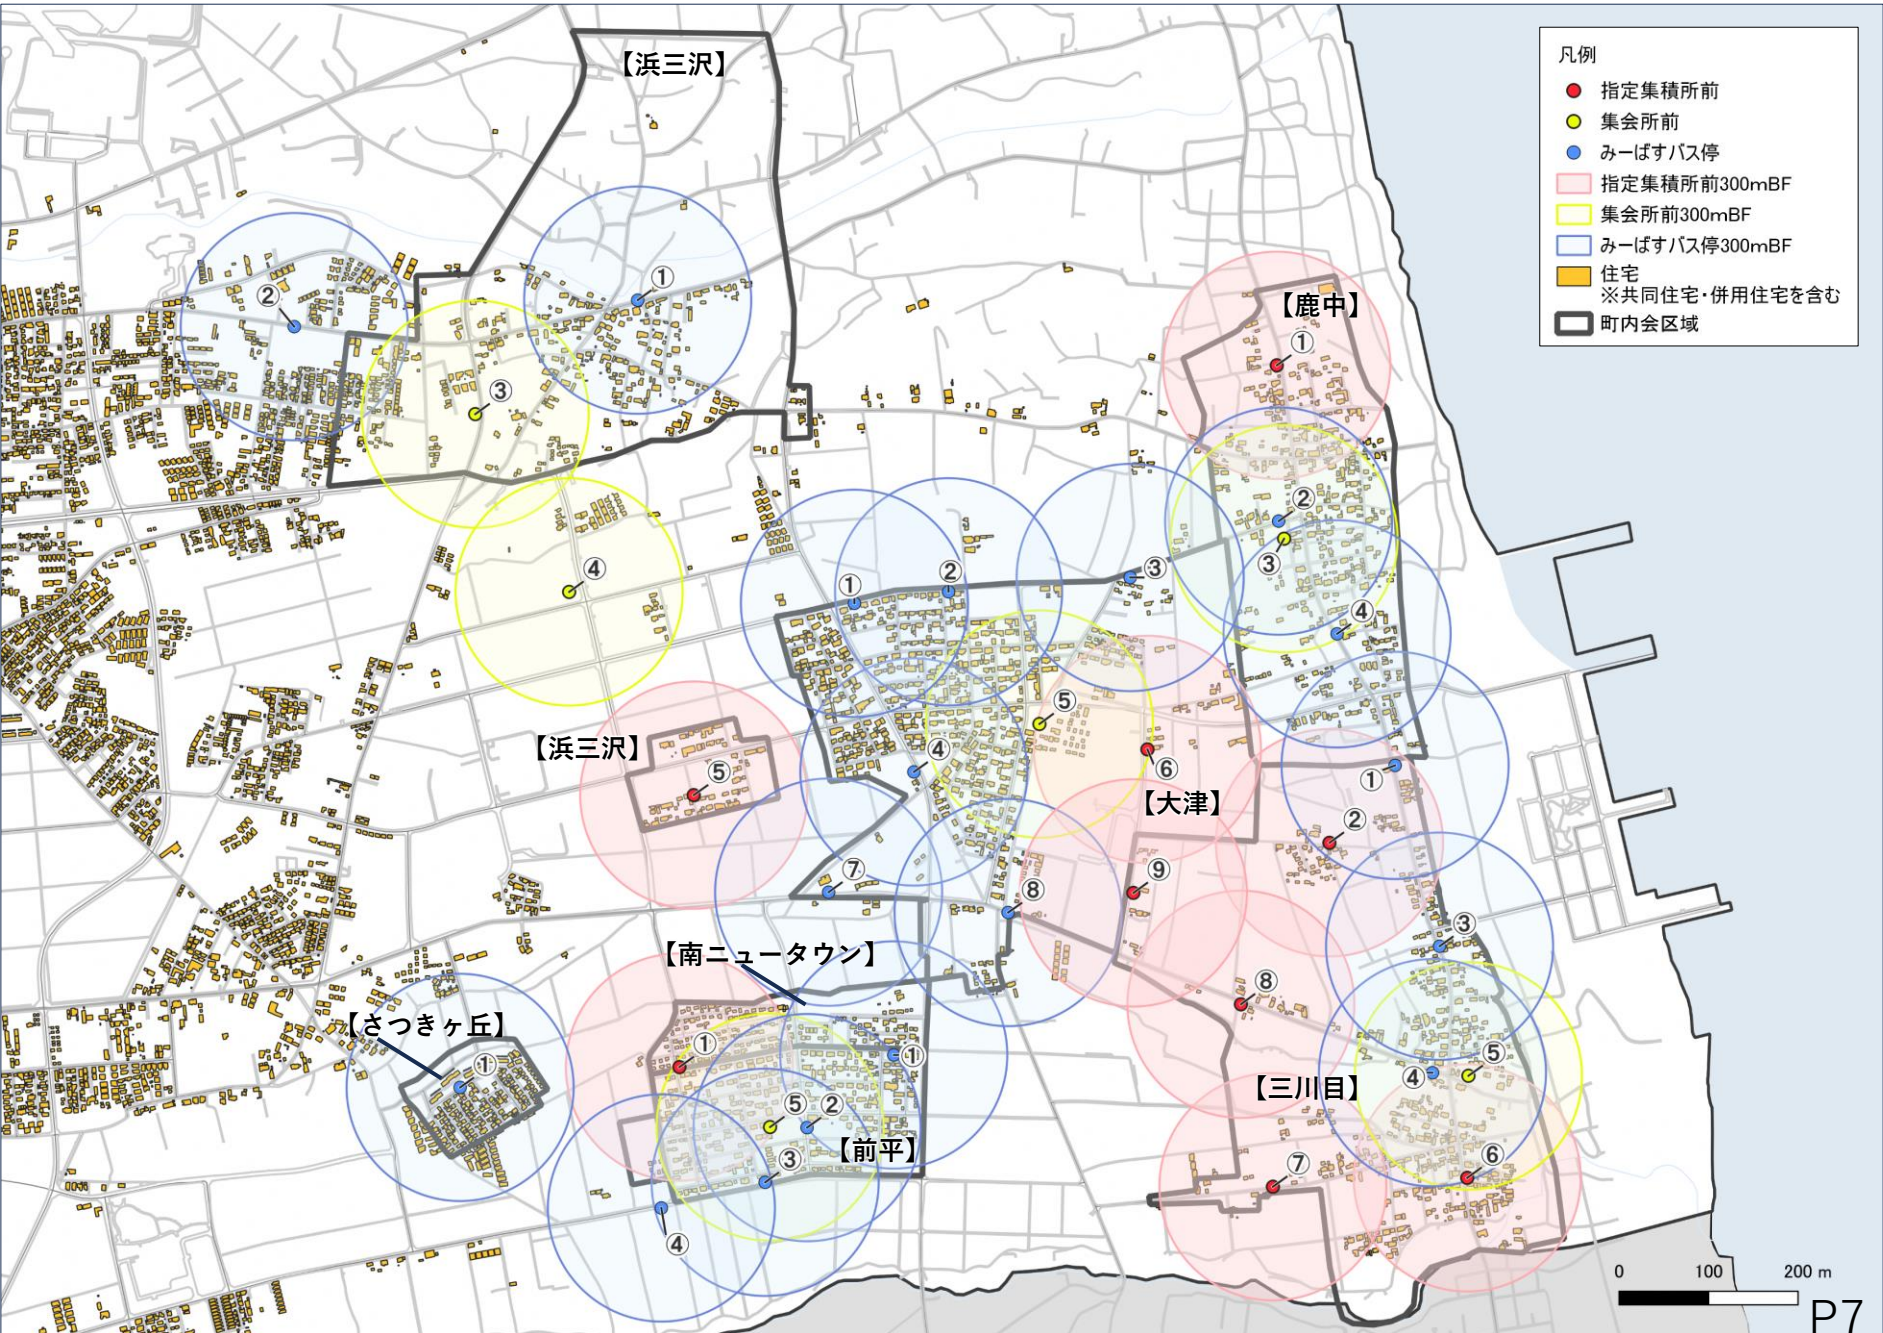 【浜三沢】
凡例
指定集積所前
集会所前
みーばすバス停
指定集積所前300mBF
集会所前300mBF
みーばすバス停300mBF
住宅
※共同住宅・併用住宅を含む
町内会区域
①
②
③
④
【鹿中】
①
②
③
④
【浜三沢】
⑤
①
②
③
④
⑤
⑥
【大津】
⑦
⑧
⑨
①
②
③
④
⑤
⑥
⑦
⑧
【三川目】
【南ニュータウン】
【さつきヶ丘】
①
①
①
②
⑤
③
④
【前平】
0 100 200 m
P7